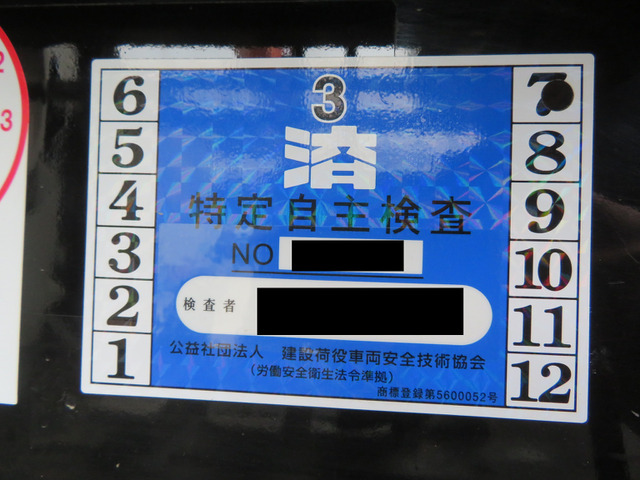 3
済
特定自主検査
NO
検査者
公益社団法人 建設荷役車両安全技術協会
(労働安全衛生法令準拠)
商標登録第5600052号
6
5
4
3
2
1
7
8
9
10
11
12
2
3